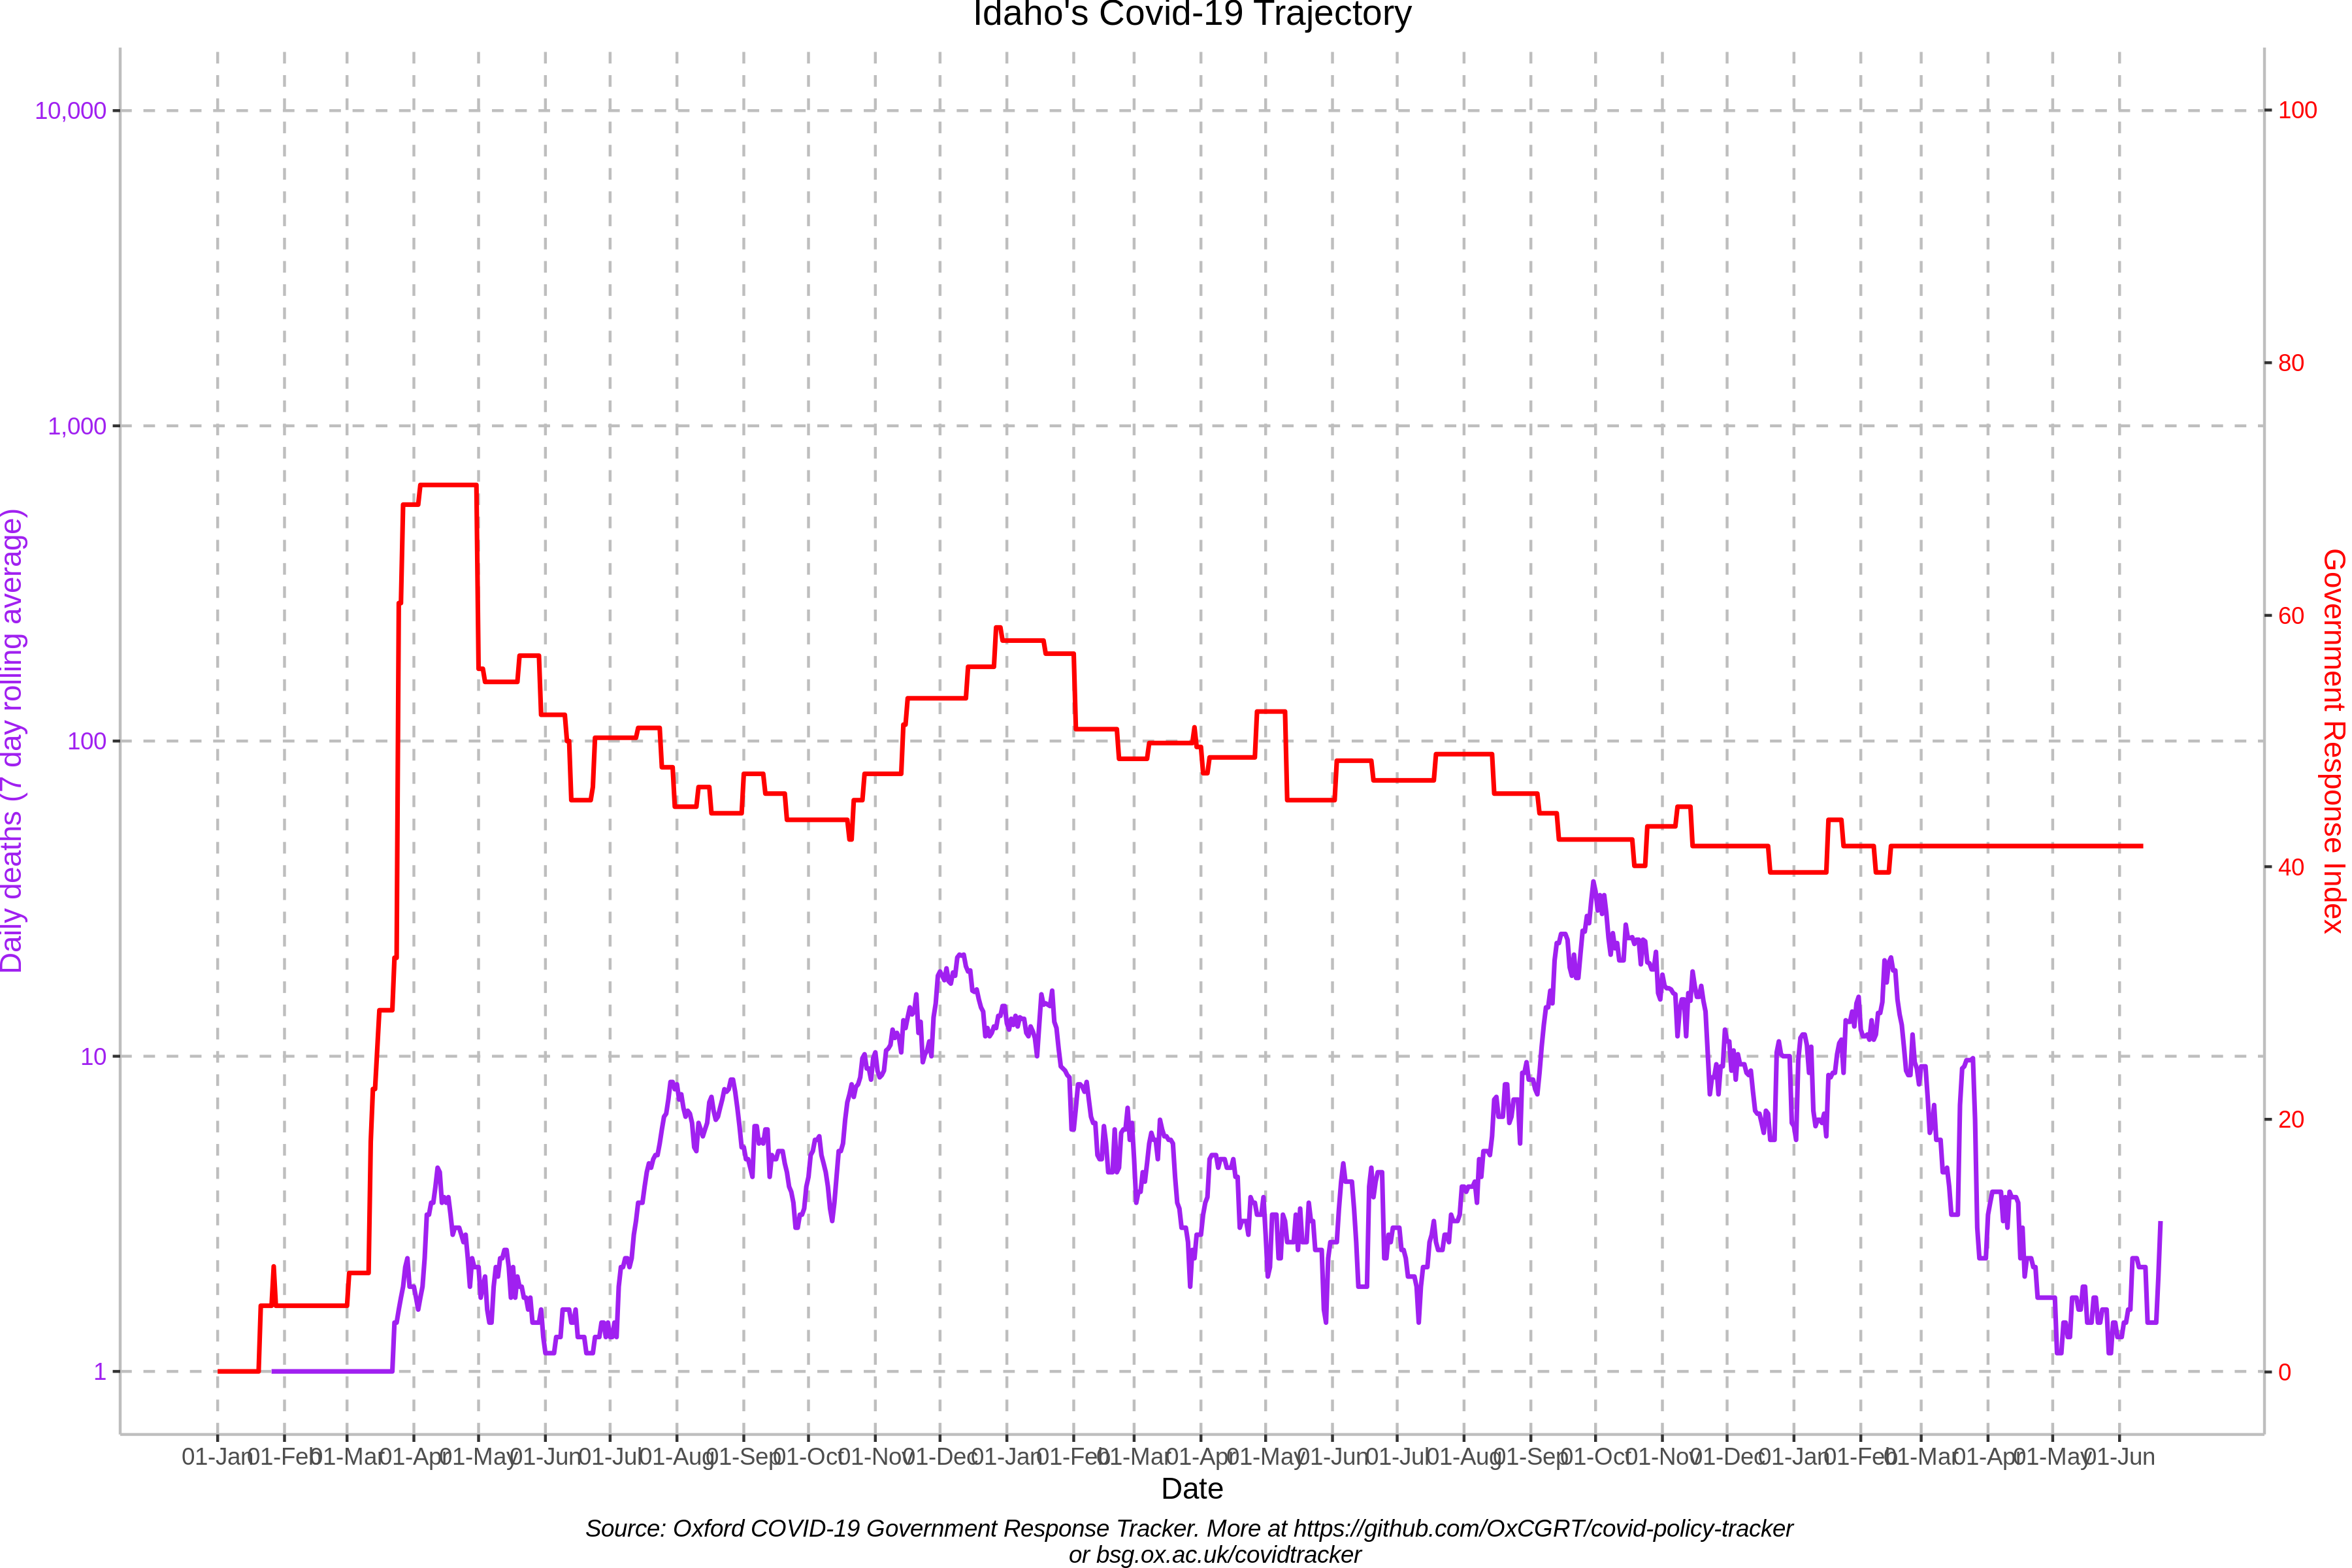 Idaho's Covid-19 Trajectory
10,000
1,000
100
10
1
Daily deaths (7 day rolling average)
100
80
60
40
20
0
Government Response Index
01-Jan
01-Feb
01-Mar
01-Apr
01-May
01-Jun
01-Jul
01-Aug
01-Sep
01-Oct
01-Nov
01-Dec
01-Jan
01-Feb
01-Mar
01-Apr
01-May
01-Jun
01-Jul
01-Aug
01-Sep
01-Oct
01-Nov
01-Dec
01-Jan
01-Feb
01-Mar
01-Apr
01-May
01-Jun
Date
Source: Oxford COVID-19 Government Response Tracker. More at https://github.com/OxCGRT/covid-policy-tracker
or bsg.ox.ac.uk/covidtracker